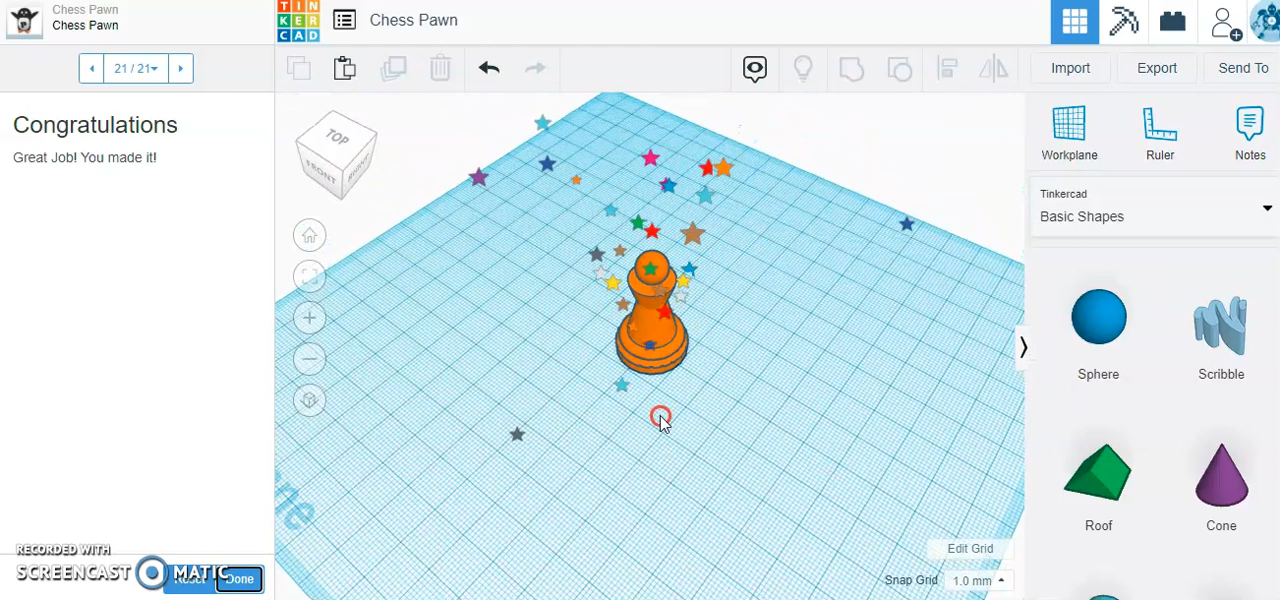 Chess Pawn
Chess Pawn
TIN
KER
CAD
Chess Pawn
21 / 21
Import
Export
Send To
Congratulations
Great Job! You made it!
TOP
FRONT
RIGHT
Workplane
Ruler
Notes
Tinkercad
Basic Shapes
Sphere
Scribble
Roof
Cone
Edit Grid
Snap Grid
1.0 mm
RECORDED WITH
SCREENCAST MATIC
Reset
Done